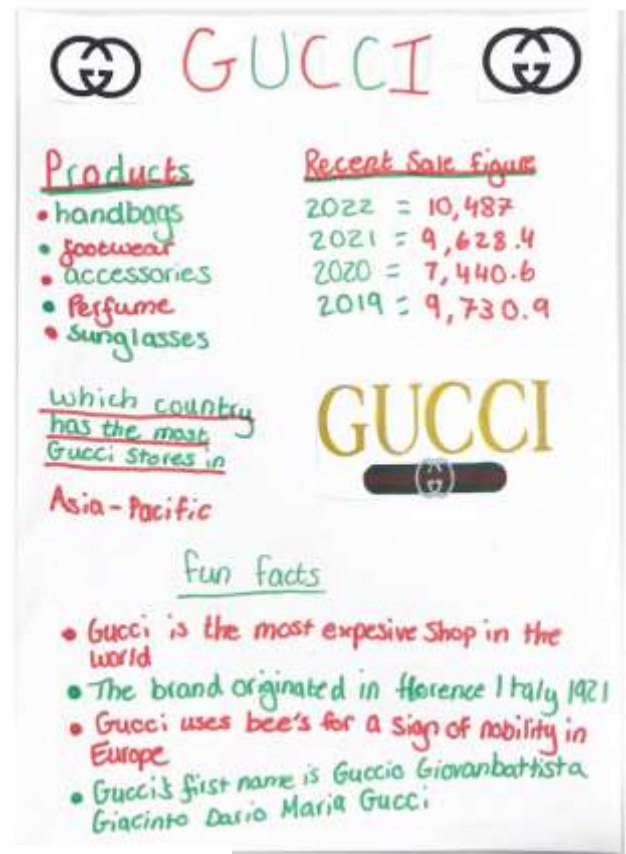 GUCCI
Products
• handbags
• footwear
• accessories
• Perfume
• Sunglasses
Recent Sale figure
2022 = 10,487
2021 = 9,628.4
2020 = 7,440.6
2019 = 9,730.9
which country
has the most
Gucci Stores in
Asia-Pacific
GUCCI
fun facts
• Gucci is the most expesive Shop in the
world
• The brand originated in florence Italy 1921
• Gucci uses bee's for a sign of nobility in
Europe
• Gucci's first name is Guccio Giovanbattista
Giacinto Dario Maria Gucci